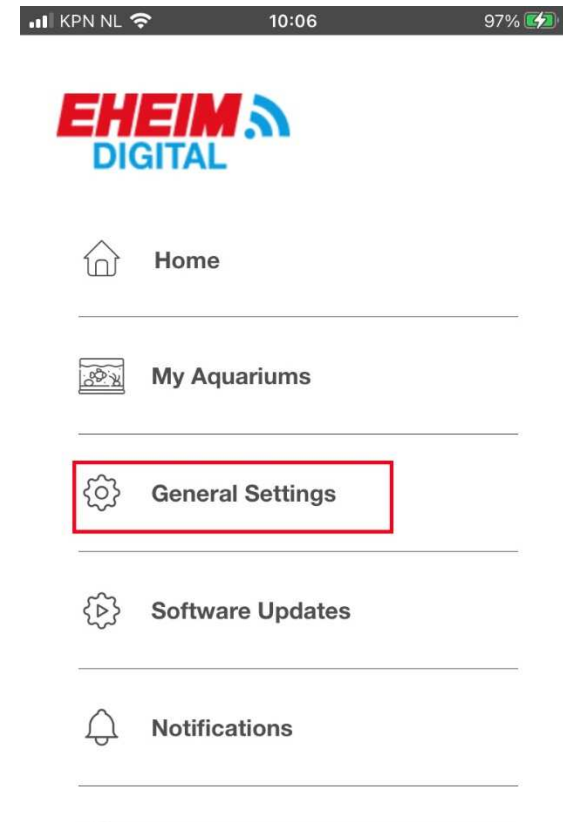 KPN NL 10:06 97%
EHEIM
DIGITAL
Home
My Aquariums
General Settings
Software Updates
Notifications